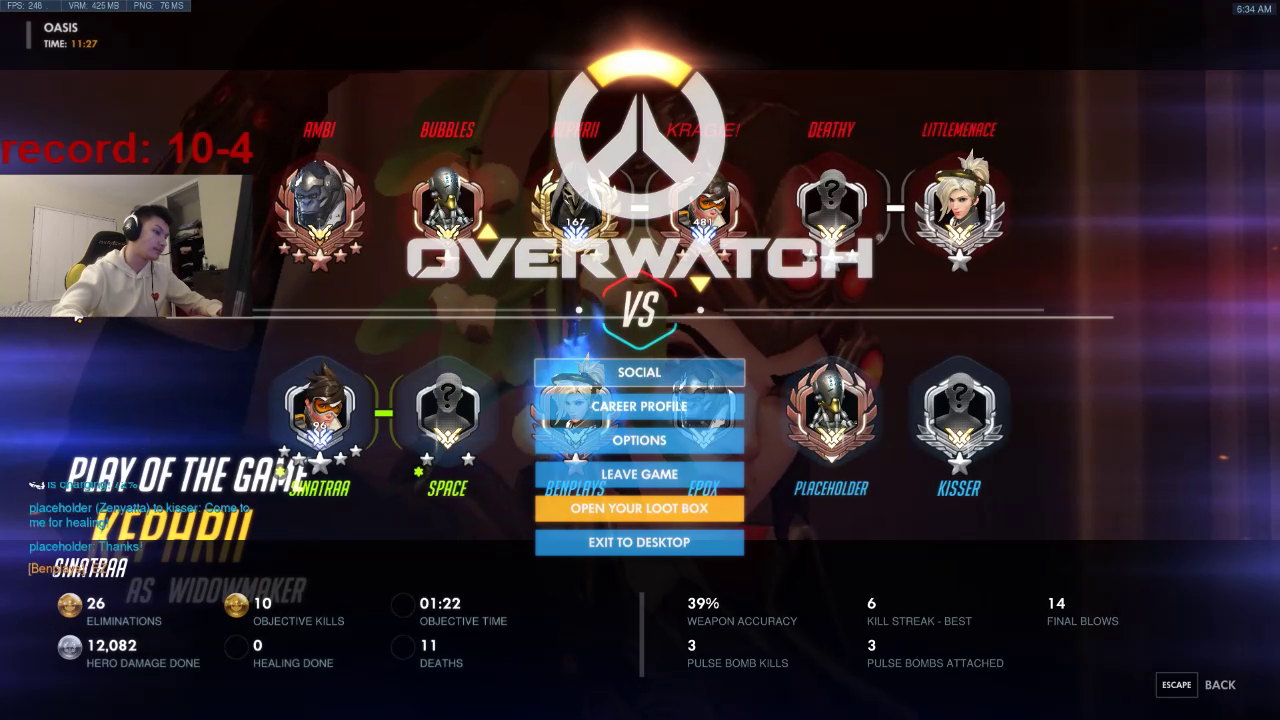 FPS: 248
VRM: 425 MB
PNG: 76 MS
6:34 AM
OASIS
TIME: 11:27
record: 10-4
AMBI
BUBBLES
KRAGIE!
DEATHY
LITTLEMENACE
167
481
OVERWATCH
VS
SOCIAL
CAREER PROFILE
OPTIONS
LEAVE GAME
OPEN YOUR LOOT BOX
EXIT TO DESKTOP
96
SINATRAA
SPACE
BENPLAYS
EPOX
PLACEHOLDER
KISSER
PLAY OF THE GAME
is charging: 72%
placeholder (Zenyatta) to kisser: Come to
me for healing!
KEPHRII
placeholder: Thanks!
SINATRAA
AS WIDOWMAKER
26
ELIMINATIONS
10
OBJECTIVE KILLS
01:22
OBJECTIVE TIME
12,082
HERO DAMAGE DONE
0
HEALING DONE
11
DEATHS
39%
WEAPON ACCURACY
6
KILL STREAK - BEST
14
FINAL BLOWS
3
PULSE BOMB KILLS
3
PULSE BOMBS ATTACHED
ESCAPE
BACK